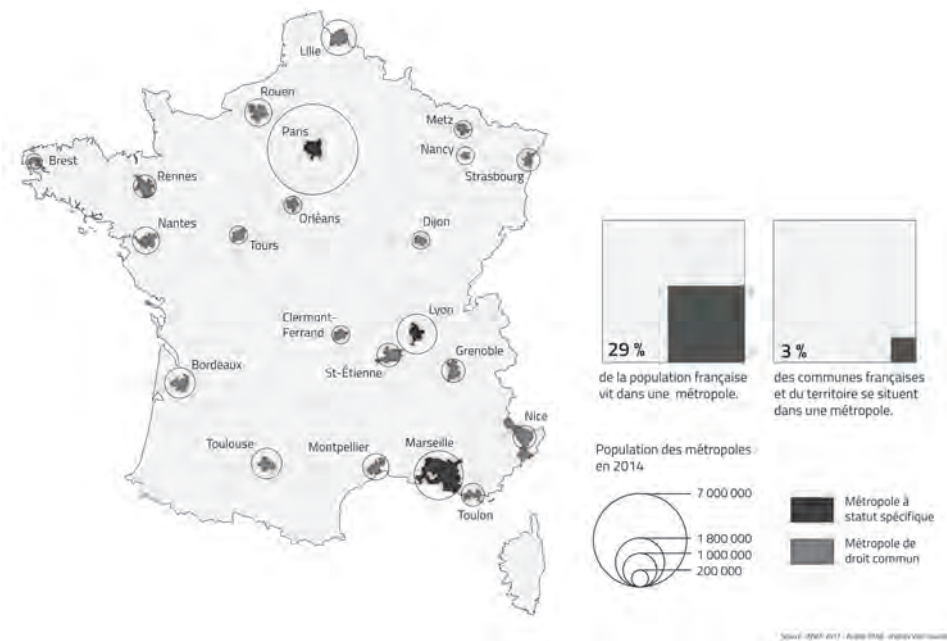 Lille
Rouen
Paris
Metz
Nancy
Strasbourg
Brest
Rennes
Orléans
Nantes
Tours
Dijon
Clermont-
Ferrand
Lyon
St-Étienne
Grenoble
Bordeaux
Nice
Toulouse
Montpellier
Marseille
Toulon
29 %
de la population française
vit dans une métropole.
3 %
des communes françaises
et du territoire se situent
dans une métropole.
Population des métropoles
en 2014
7 000 000
1 800 000
1 000 000
200 000
Métropole à
statut spécifique
Métropole de
droit commun